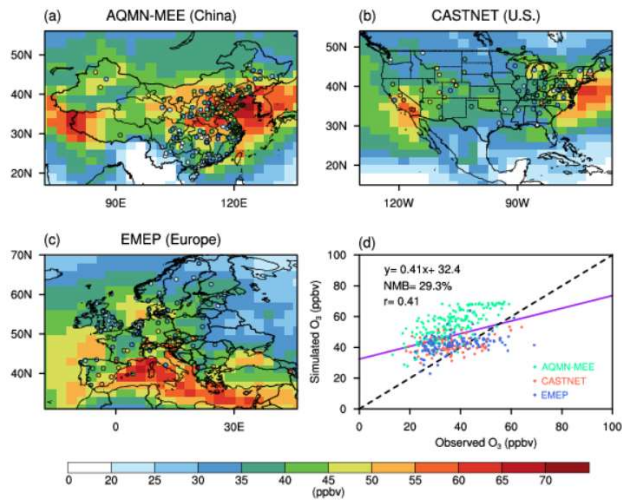 (a) AQMN-MEE (China)
50N
40N
30N
20N
90E 120E
(b) CASTNET (U.S.)
50N
40N
30N
20N
120W 90W
(c) EMEP (Europe)
70N
60N
50N
40N
0 30E
(d)
100
80
60
40
20
0
Simulated O₃ (ppbv)
y= 0.41x+ 32.4
NMB= 29.3%
r= 0.41
AQMN-MEE
CASTNET
EMEP
0 20 40 60 80 100
Observed O₃ (ppbv)
0 20 25 30 35 40 45 50 55 60 65 70
(ppbv)